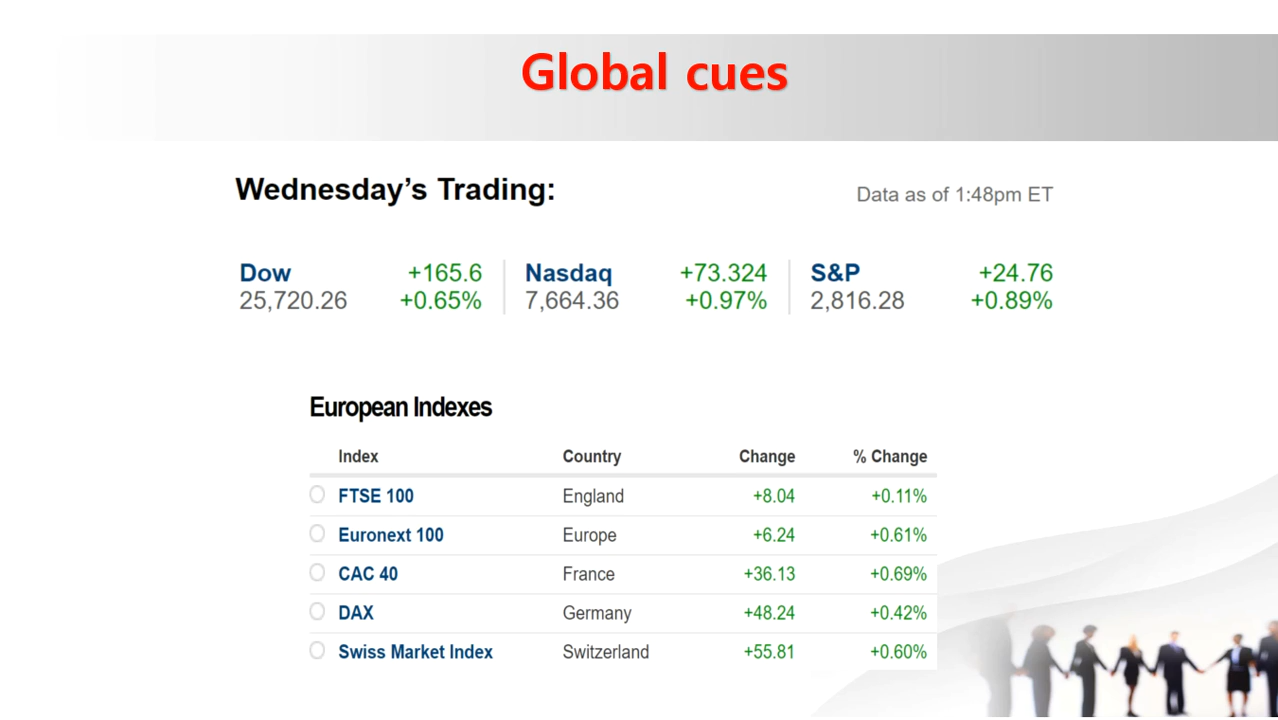 Global cues
Wednesday’s Trading:
Data as of 1:48pm ET
Dow +165.6 Nasdaq +73.324 S&P +24.76
25,720.26 +0.65% 7,664.36 +0.97% 2,816.28 +0.89%
European Indexes
Index Country Change % Change
FTSE 100 England +8.04 +0.11%
Euronext 100 Europe +6.24 +0.61%
CAC 40 France +36.13 +0.69%
DAX Germany +48.24 +0.42%
Swiss Market Index Switzerland +55.81 +0.60%